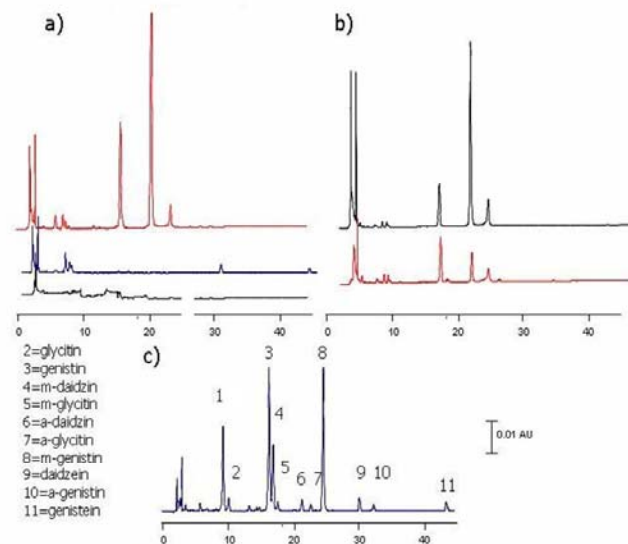 a)
b)
0 10 20 30 40
0 10 20 30 40
2=glycitin
3=genistin
4=m-daidzin
5=m-glycitin
6=a-daidzin
7=a-glycitin
8=m-genistin
9=daidzein
10=a-genistin
11=genistein
c)
1
2
3
4
5
6
7
8
9
10
11
0.01 AU
0 10 20 30 40